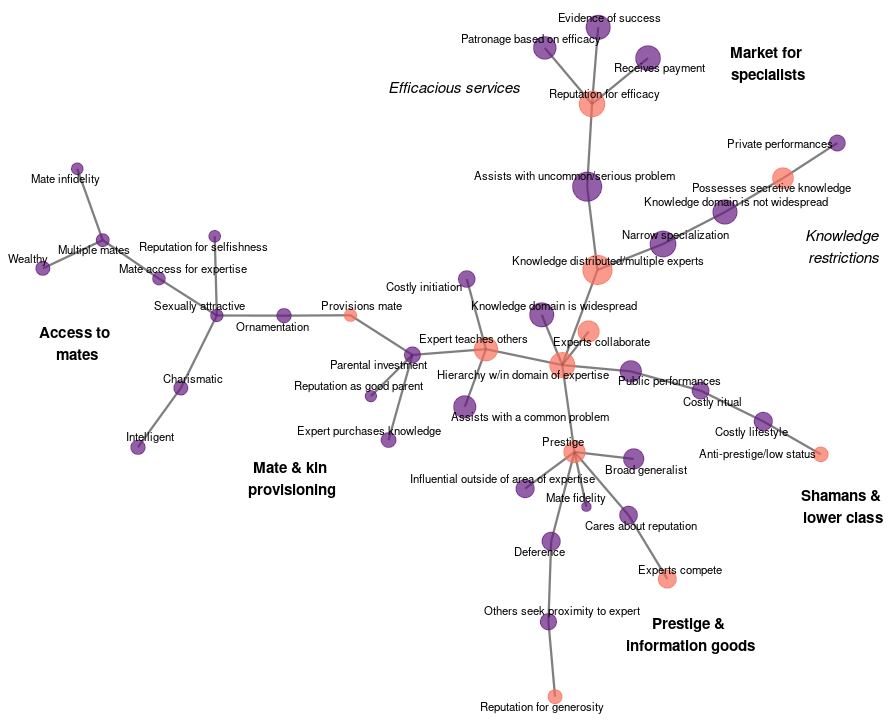 Evidence of success
Patronage based on efficacy
Market for
specialists
Receives payment
Efficacious services
Reputation for efficacy
Private performances
Mate infidelity
Assists with uncommon/serious problem
Possesses secretive knowledge
Knowledge domain is not widespread
Narrow specialization
Knowledge
restrictions
Reputation for selfishness
Multiple mates
Wealthy
Mate access for expertise
Knowledge distributed/multiple experts
Costly initiation
Sexually attractive
Provisions mate
Knowledge domain is widespread
Ornamentation
Access to
mates
Expert teaches others
Experts collaborate
Parental investment
Hierarchy w/in domain of expertise
Public performances
Charismatic
Reputation as good parent
Costly ritual
Assists with a common problem
Intelligent
Expert purchases knowledge
Costly lifestyle
Prestige
Anti-prestige/low status
Mate & kin
provisioning
Broad generalist
Influential outside of area of expertise
Mate fidelity
Shamans &
lower class
Cares about reputation
Deference
Experts compete
Others seek proximity to expert
Prestige &
information goods
Reputation for generosity